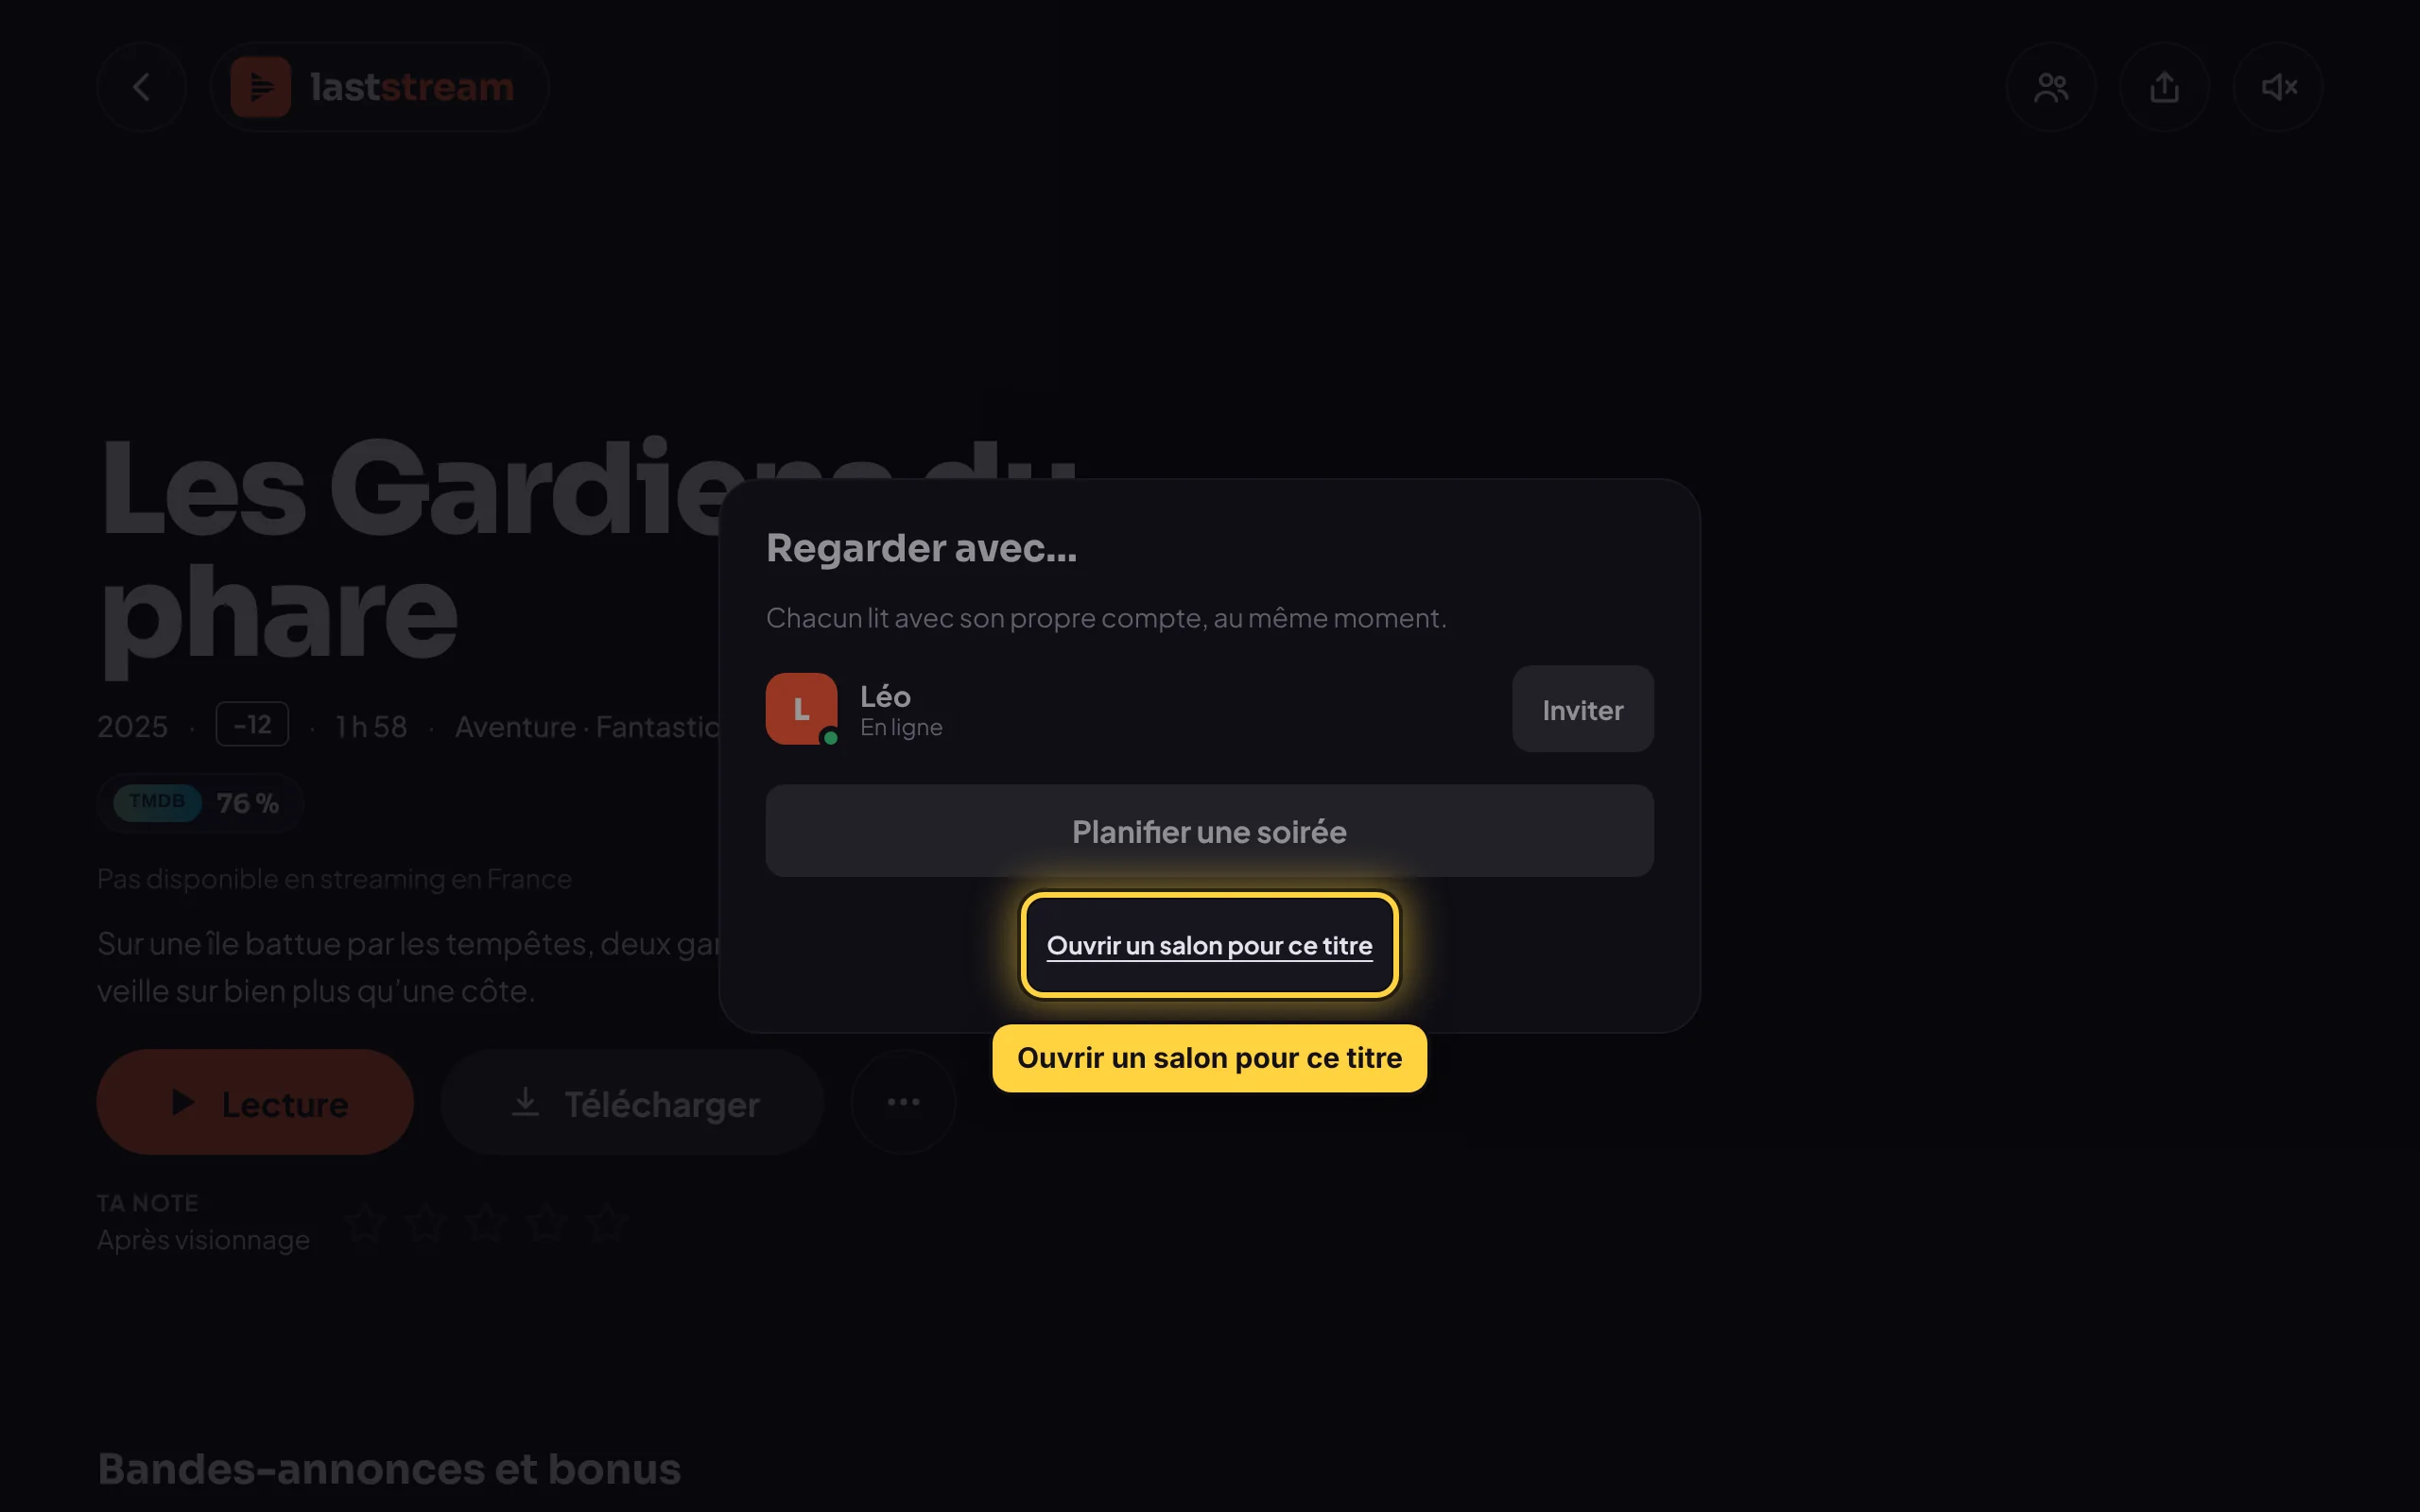 laststream
Les Gardiens du
phare
Regarder avec...
Chacun lit avec son propre compte, au même moment.
L
Léo
En ligne
Inviter
Planifier une soirée
Ouvrir un salon pour ce titre
Ouvrir un salon pour ce titre
2025 · -12 · 1 h 58 · Aventure ·
TMDB 76 %
Pas disponible en streaming en France
Sur une île battue par les tempêtes, deux
veille sur bien plus qu’une côte.
Lecture
Télécharger
TA NOTE
Après visionnage
Bandes-annonces et bonus